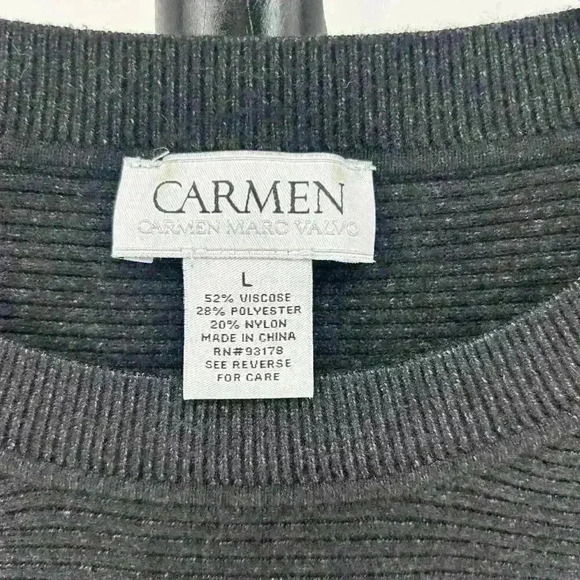 CARMEN
CARMEN MARC VALVO
L
52% VISCOSE
28% POLYESTER
20% NYLON
MADE IN CHINA
RN#93178
SEE REVERSE
FOR CARE